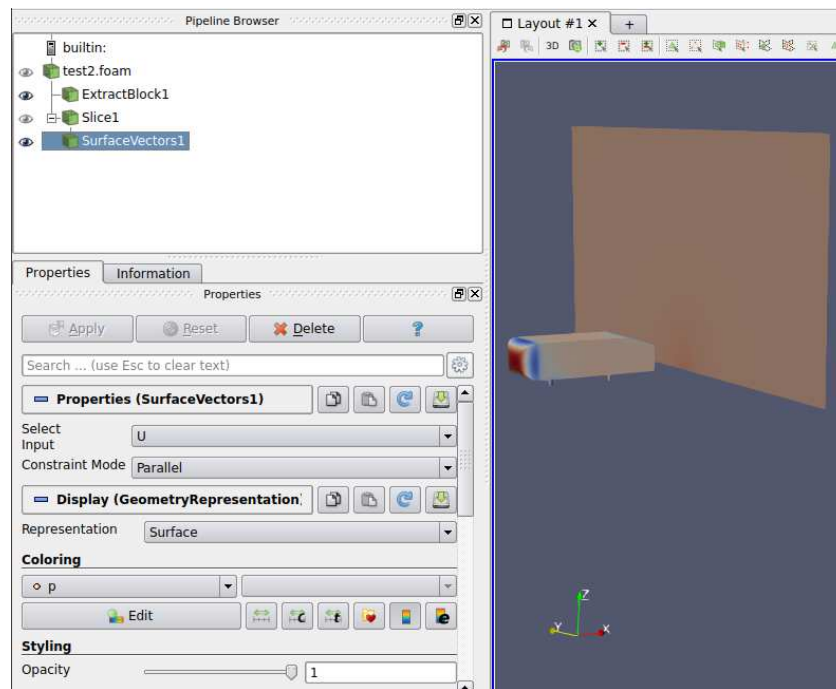 Pipeline Browser
builtin:
test2.foam
ExtractBlock1
Slice1
SurfaceVectors1
Properties Information
Properties
Apply Reset Delete ?
Search ... (use Esc to clear text)
Properties (SurfaceVectors1)
Select
Input
U
Constraint Mode Parallel
Display (GeometryRepresentation)
Representation Surface
Coloring
p
Edit
Styling
Opacity 1
Layout #1 +
3D
Z
Y X